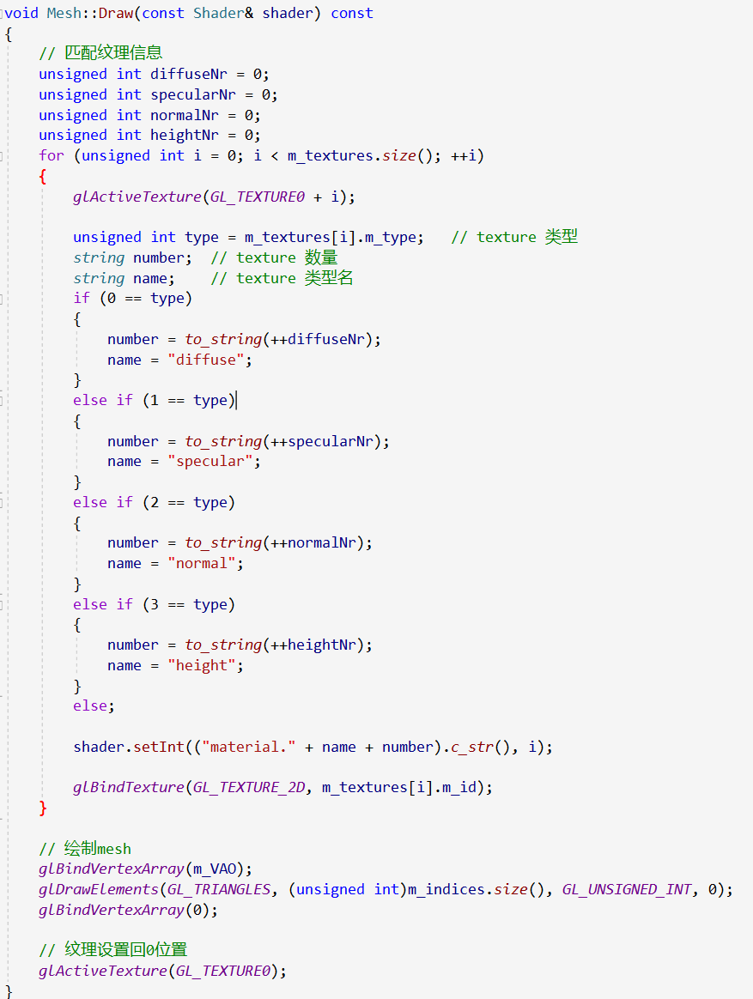 void Mesh::Draw(const Shader& shader) const
{
    // 匹配纹理信息
    unsigned int diffuseNr = 0;
    unsigned int specularNr = 0;
    unsigned int normalNr = 0;
    unsigned int heightNr = 0;
    for (unsigned int i = 0; i < m_textures.size(); ++i)
    {
        glActiveTexture(GL_TEXTURE0 + i);

        unsigned int type = m_textures[i].m_type;   // texture 类型
        string number;  // texture 数量
        string name;    // texture 类型名
        if (0 == type)
        {
            number = to_string(++diffuseNr);
            name = "diffuse";
        }
        else if (1 == type)
        {
            number = to_string(++specularNr);
            name = "specular";
        }
        else if (2 == type)
        {
            number = to_string(++normalNr);
            name = "normal";
        }
        else if (3 == type)
        {
            number = to_string(++heightNr);
            name = "height";
        }
        else;

        shader.setInt(("material." + name + number).c_str(), i);

        glBindTexture(GL_TEXTURE_2D, m_textures[i].m_id);
    }

    // 绘制mesh
    glBindVertexArray(m_VAO);
    glDrawElements(GL_TRIANGLES, (unsigned int)m_indices.size(), GL_UNSIGNED_INT, 0);
    glBindVertexArray(0);

    // 纹理设置回0位置
    glActiveTexture(GL_TEXTURE0);
}